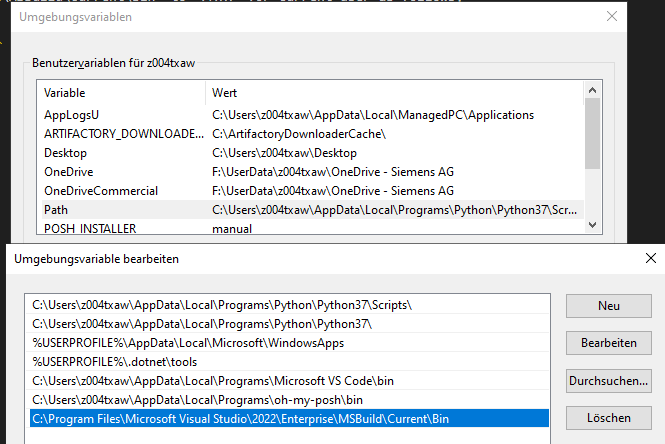 Umgebungsvariablen
Benutzervariablen für z004txaw
Variable Wert
AppLogsU C:\Users\z004txaw\AppData\Local\ManagedPC\Applications
ARTIFACTORY_DOWNLOADE... C:\ArtifactoryDownloaderCache\
Desktop C:\Users\z004txaw\Desktop
OneDrive F:\UserData\z004txaw\OneDrive - Siemens AG
OneDriveCommercial F:\UserData\z004txaw\OneDrive - Siemens AG
Path C:\Users\z004txaw\AppData\Local\Programs\Python\Python37\Scr...
POSH_INSTALLER manual
Umgebungsvariable bearbeiten
C:\Users\z004txaw\AppData\Local\Programs\Python\Python37\Scripts\
C:\Users\z004txaw\AppData\Local\Programs\Python\Python37\
%USERPROFILE%\AppData\Local\Microsoft\WindowsApps
%USERPROFILE%\.dotnet\tools
C:\Users\z004txaw\AppData\Local\Programs\Microsoft VS Code\bin
C:\Users\z004txaw\AppData\Local\Programs\oh-my-posh\bin
C:\Program Files\Microsoft Visual Studio\2022\Enterprise\MSBuild\Current\Bin
Neu
Bearbeiten
Durchsuchen...
Löschen